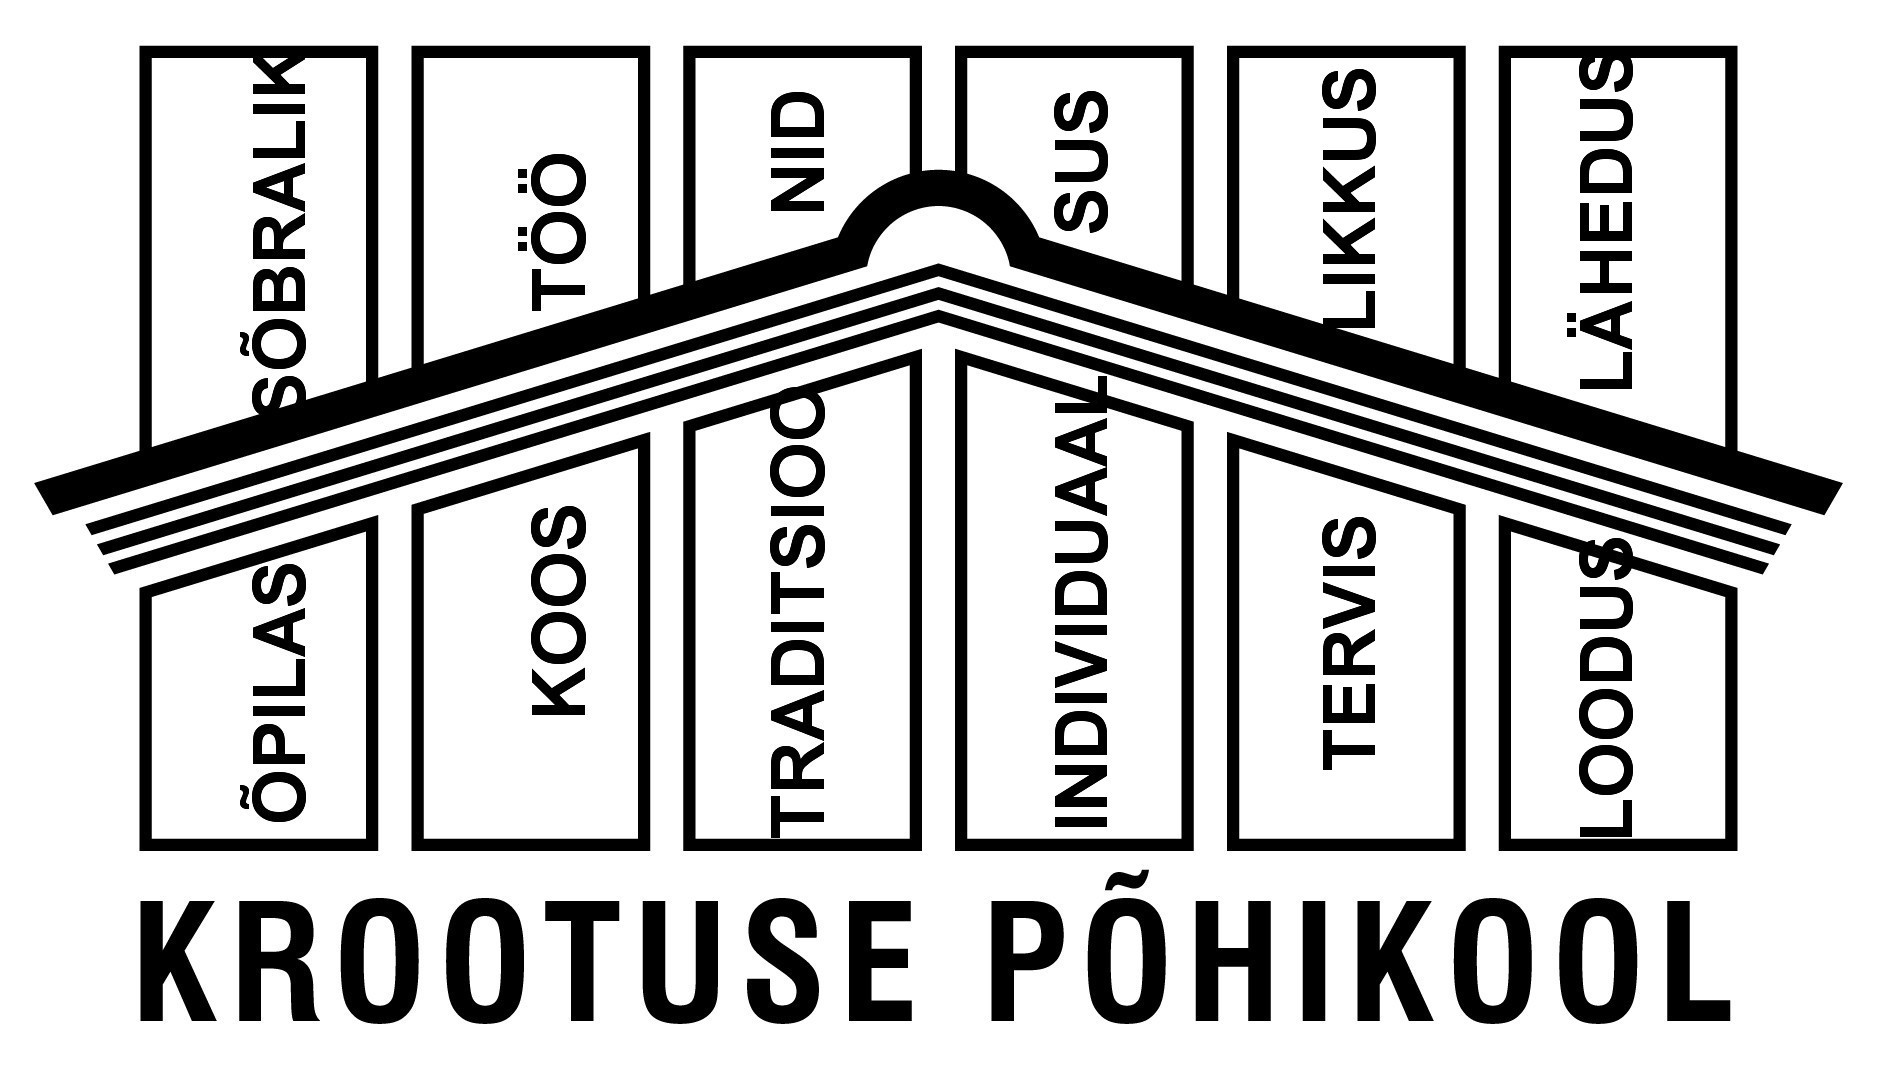 ÕPILAS
SÕBRALIK
KOOS
TÖÖ
TRADITSIOO
NID
INDIVIDUAAL
SUS
TERVIS
LIKKUS
LOODUS
LÄHEDUS
KROOTUSE PÕHIKOOL